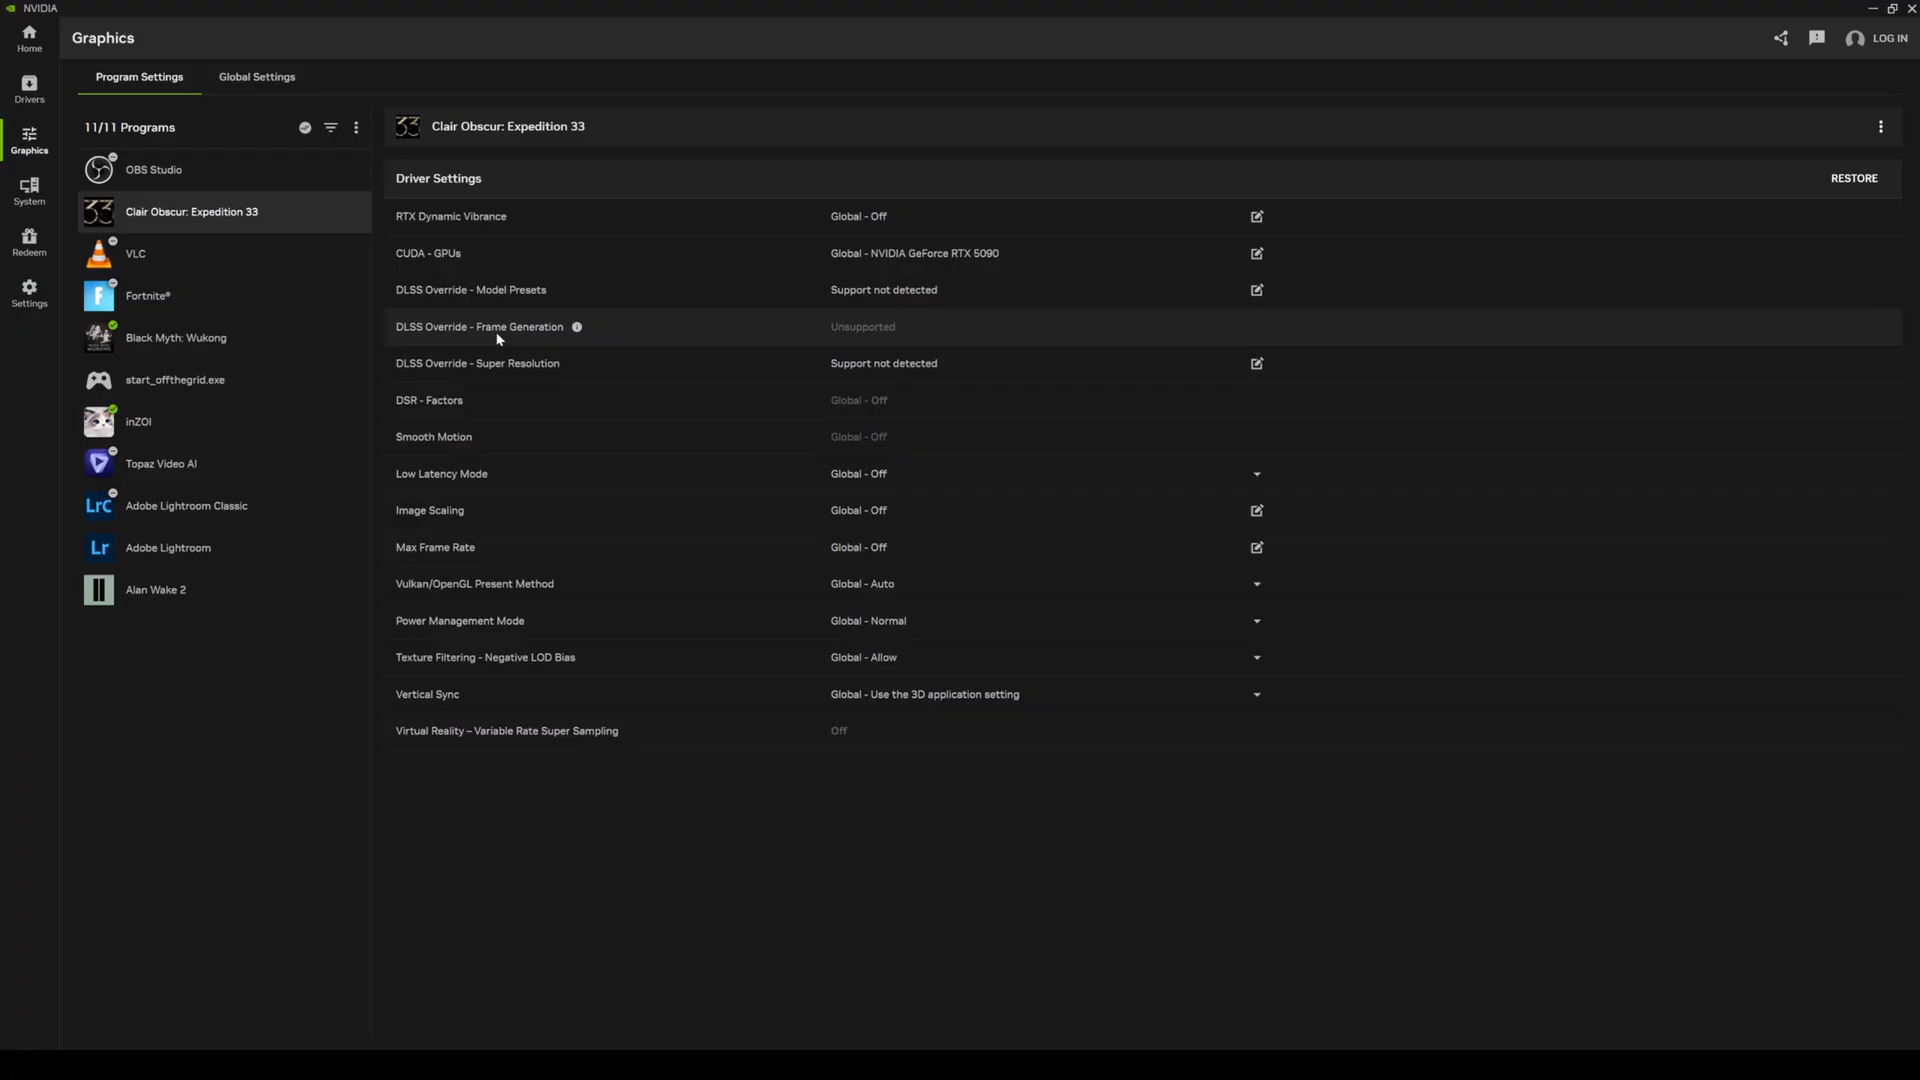 NVIDIA
Home
Drivers
Graphics
System
Redeem
Settings
Graphics
LOG IN
Program Settings
Global Settings
11/11 Programs
OBS Studio
33
Clair Obscur: Expedition 33
VLC
F
Fortnite®
BLACK MYTH WUKONG
Black Myth: Wukong
start_offthegrid.exe
inZOI
Topaz Video AI
LrC
Adobe Lightroom Classic
Lr
Adobe Lightroom
Alan Wake 2
33
Clair Obscur: Expedition 33
Driver Settings
RESTORE
RTX Dynamic Vibrance
Global - Off
CUDA - GPUs
Global - NVIDIA GeForce RTX 5090
DLSS Override - Model Presets
Support not detected
DLSS Override - Frame Generation
Unsupported
DLSS Override - Super Resolution
Support not detected
DSR - Factors
Global - Off
Smooth Motion
Global - Off
Low Latency Mode
Global - Off
Image Scaling
Global - Off
Max Frame Rate
Global - Off
Vulkan/OpenGL Present Method
Global - Auto
Power Management Mode
Global - Normal
Texture Filtering - Negative LOD Bias
Global - Allow
Vertical Sync
Global - Use the 3D application setting
Virtual Reality – Variable Rate Super Sampling
Off